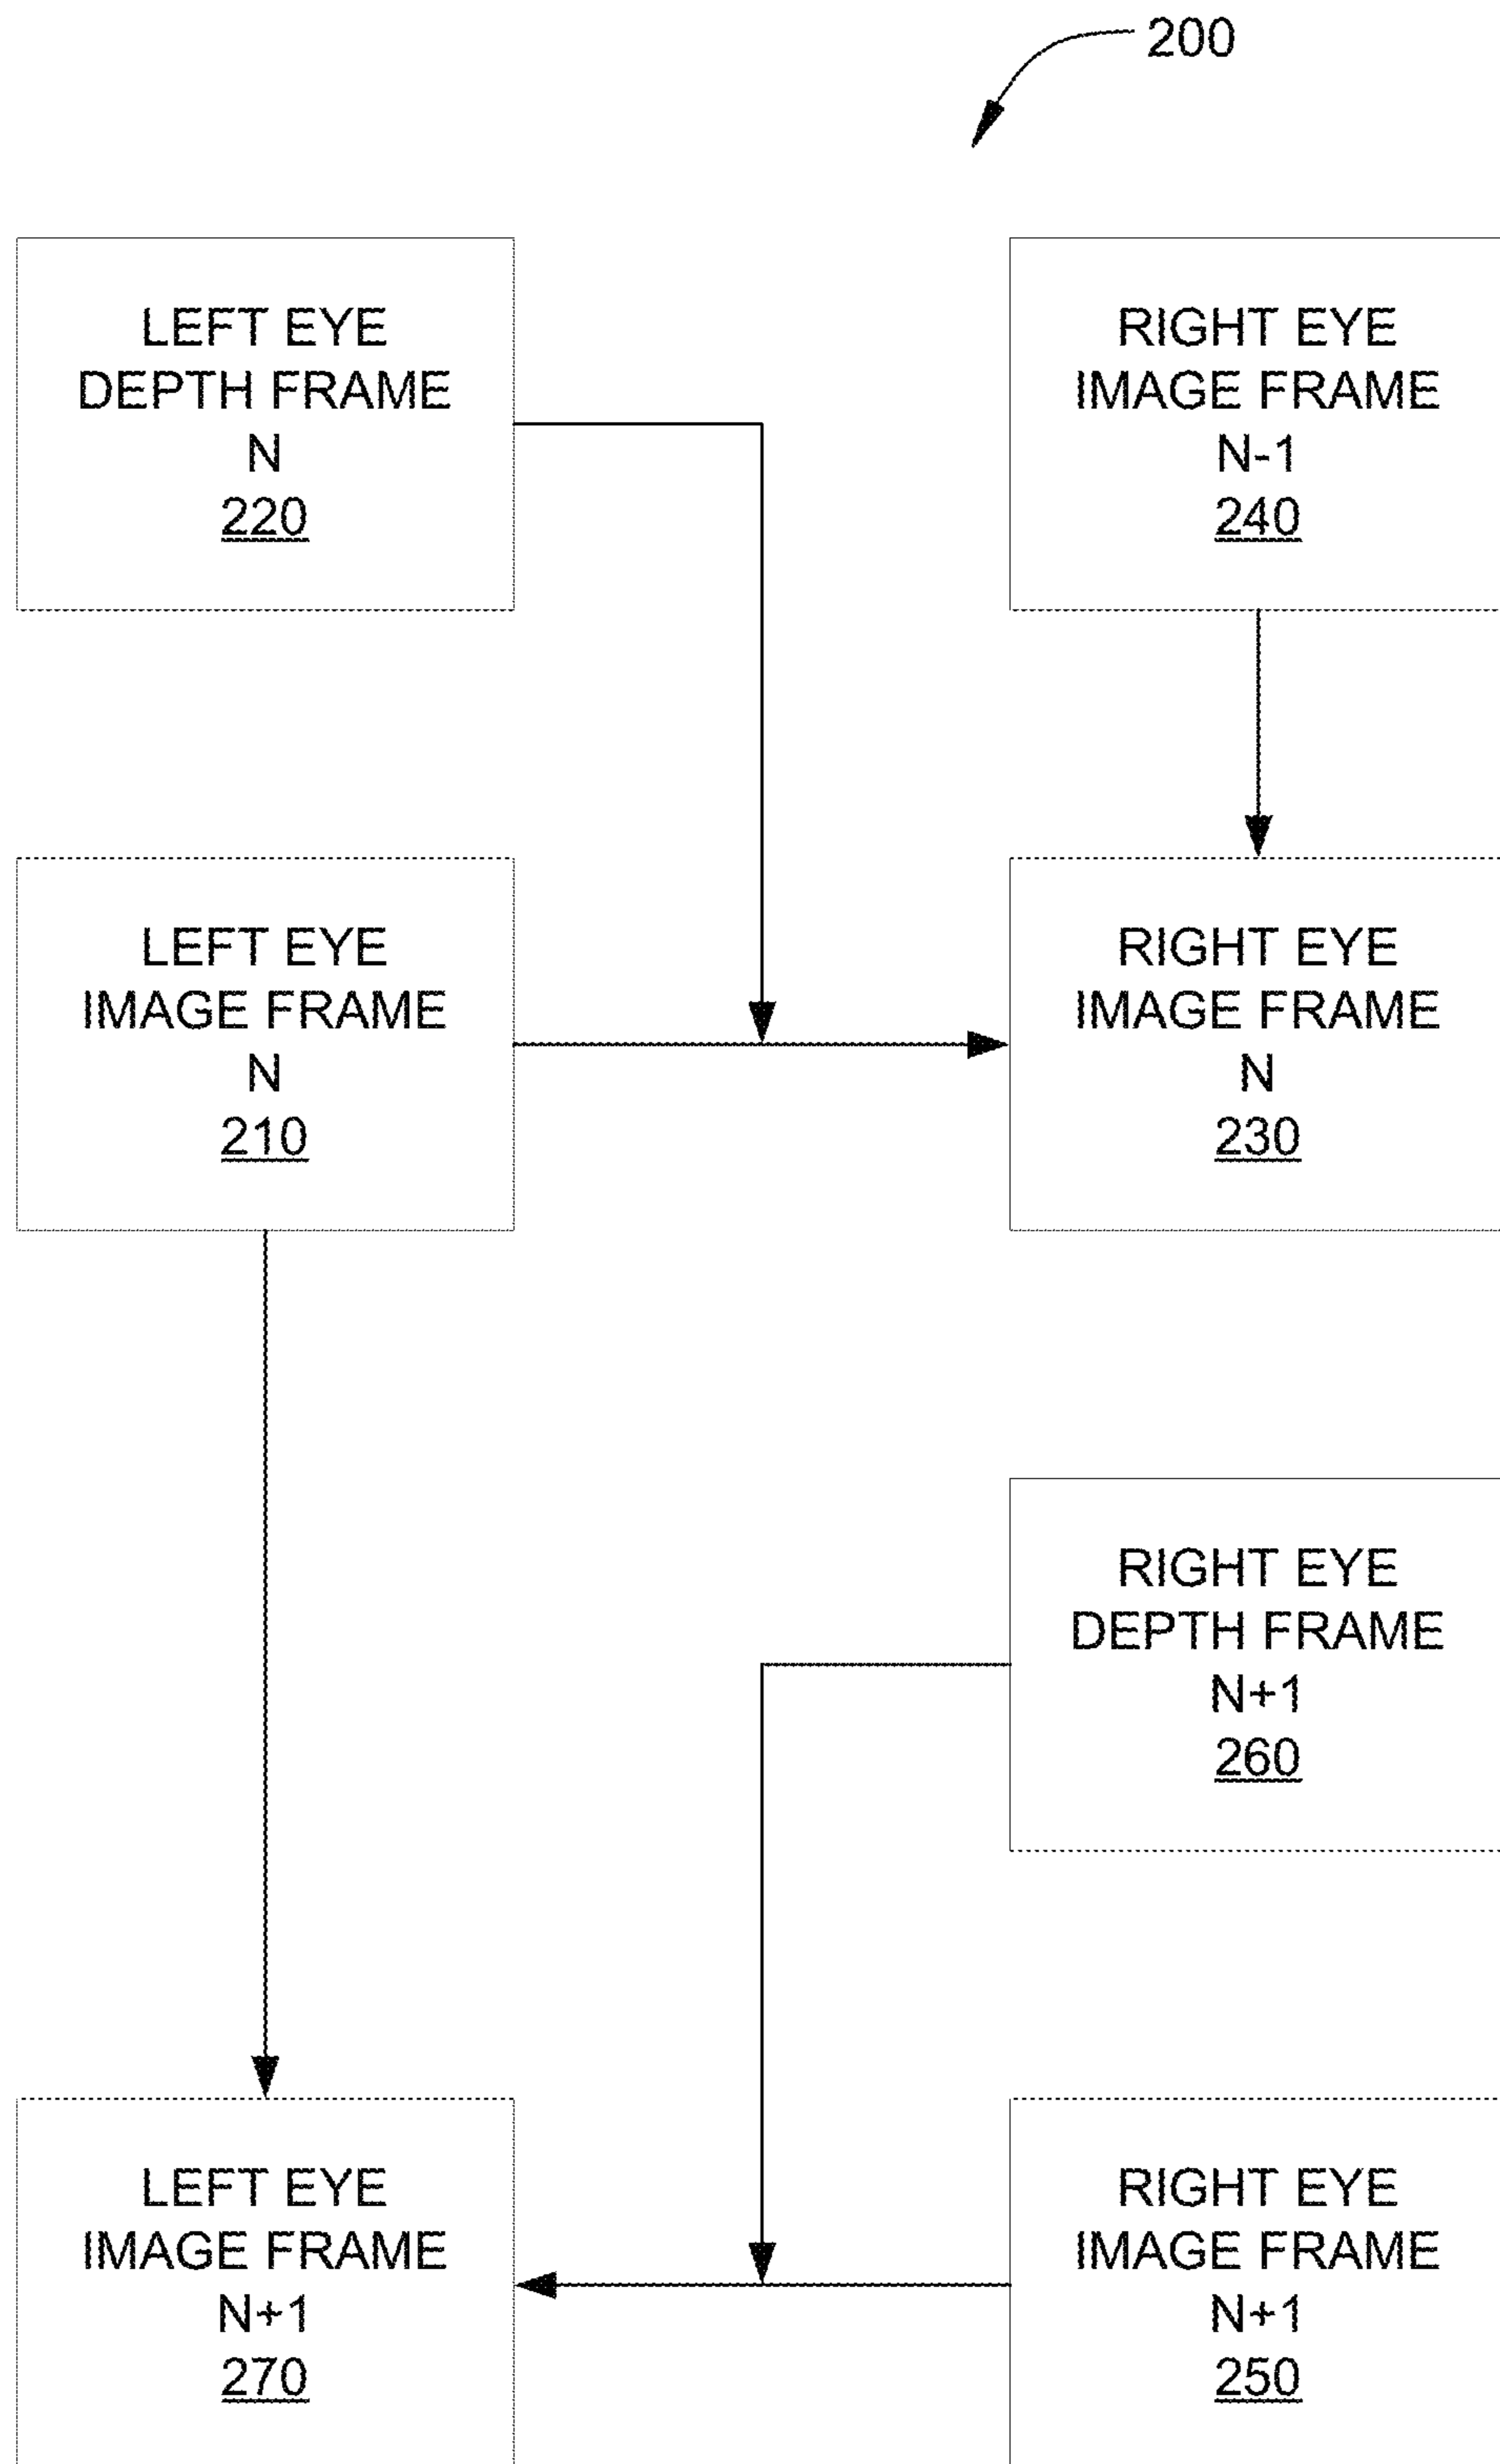 200
LEFT EYE
DEPTH FRAME
N
220
RIGHT EYE
IMAGE FRAME
N-1
240
LEFT EYE
IMAGE FRAME
N
210
RIGHT EYE
IMAGE FRAME
N
230
RIGHT EYE
DEPTH FRAME
N+1
260
LEFT EYE
IMAGE FRAME
N+1
270
RIGHT EYE
IMAGE FRAME
N+1
250